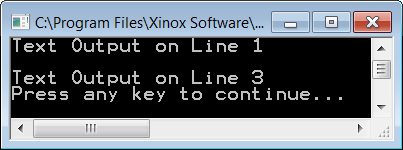 C:\Program Files\Xinox Software\...
Text Output on Line 1
Text Output on Line 3
Press any key to continue...